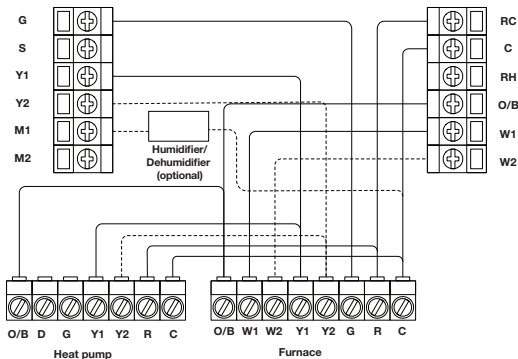 G
S
Y1
Y2
M1
M2
Humidifier/
Dehumidifier
(optional)
RC
C
RH
O/B
W1
W2
O/B D G Y1 Y2 R C
Heat pump
O/B W1 W2 Y1 Y2 G R C
Furnace